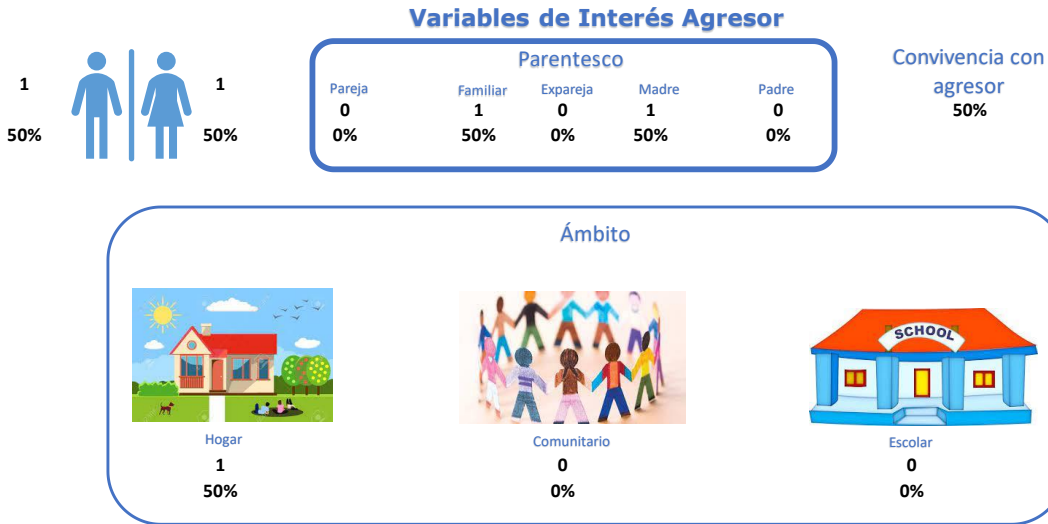 Variables de Interés Agresor
1
50%
1
50%
Parentesco
Pareja Familiar Expareja Madre Padre
0 1 0 1 0
0% 50% 0% 50% 0%
Convivencia con
agresor
50%
Ámbito
SCHOOL
Hogar Comunitario Escolar
1 0 0
50% 0% 0%